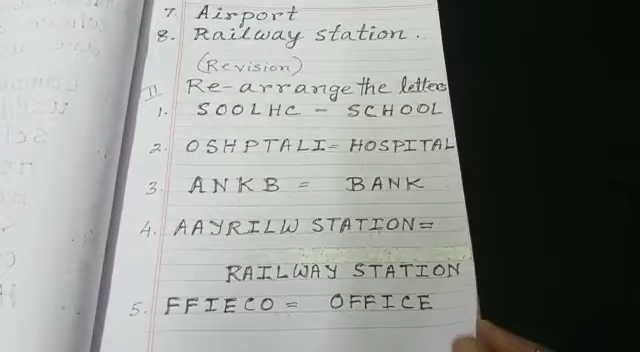 7. Airport
8. Railway station.
(Revision)
II Re-arrange the letters
1. SOOLHC - SCHOOL
2. OSHPTALI = HOSPITAL
3. ANKB = BANK
4. AAYRILW STATION =
RAILWAY STATION
5. FFIECO = OFFICE